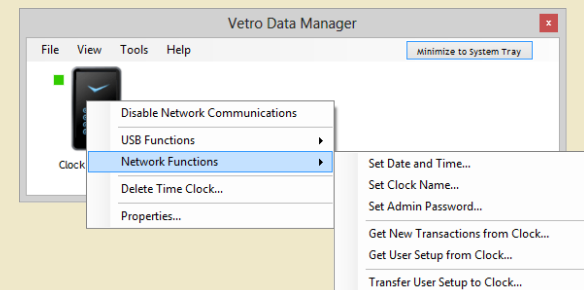 Vetro Data Manager
x
File View Tools Help
Minimize to System Tray
Clock
Disable Network Communications
USB Functions
Network Functions
Delete Time Clock...
Properties...
Set Date and Time...
Set Clock Name...
Set Admin Password...
Get New Transactions from Clock...
Get User Setup from Clock...
Transfer User Setup to Clock...